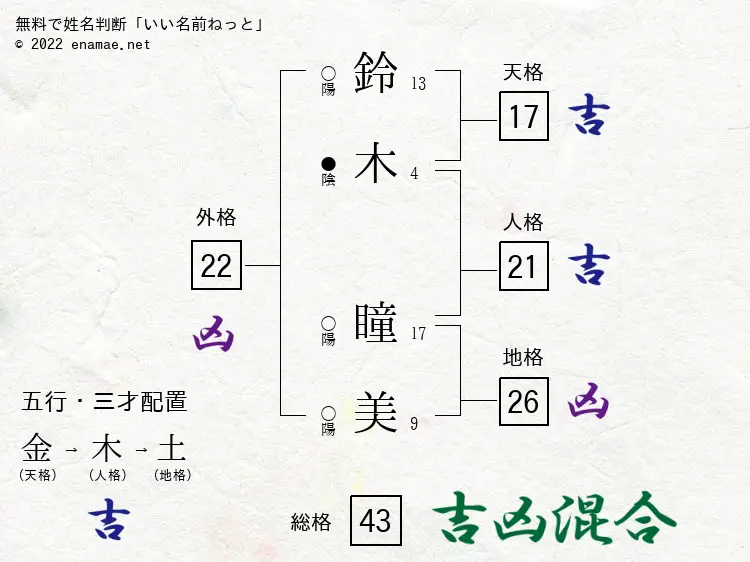 無料で姓名判断「いい名前ねっと」
© 2022 enamae.net
○
陽
鈴
13
天格
17
吉
●
陰
木
4
外格
22
凶
人格
21
吉
○
陽
瞳
17
地格
26
凶
○
陽
美
9
五行・三才配置
金→木→土
(天格) (人格) (地格)
吉
総格
43
吉凶混合